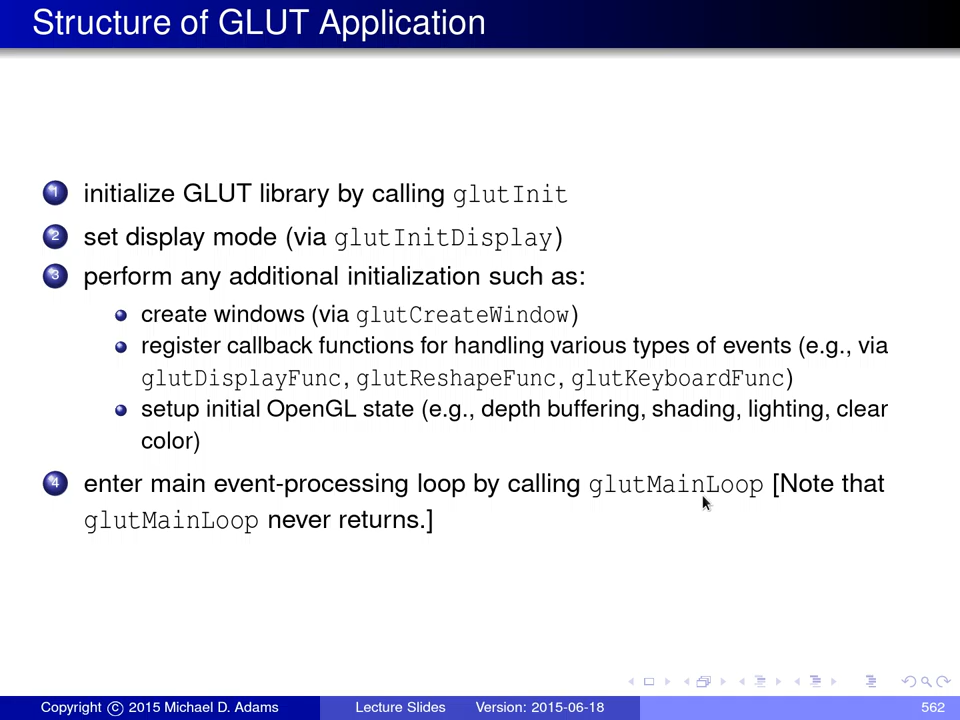 Structure of GLUT Application
1 initialize GLUT library by calling glutInit
2 set display mode (via glutInitDisplay)
3 perform any additional initialization such as:
create windows (via glutCreateWindow)
register callback functions for handling various types of events (e.g., via
glutDisplayFunc, glutReshapeFunc, glutKeyboardFunc)
setup initial OpenGL state (e.g., depth buffering, shading, lighting, clear
color)
4 enter main event-processing loop by calling glutMainLoop [Note that
glutMainLoop never returns.]
Copyright © 2015 Michael D. Adams Lecture Slides Version: 2015-06-18 562